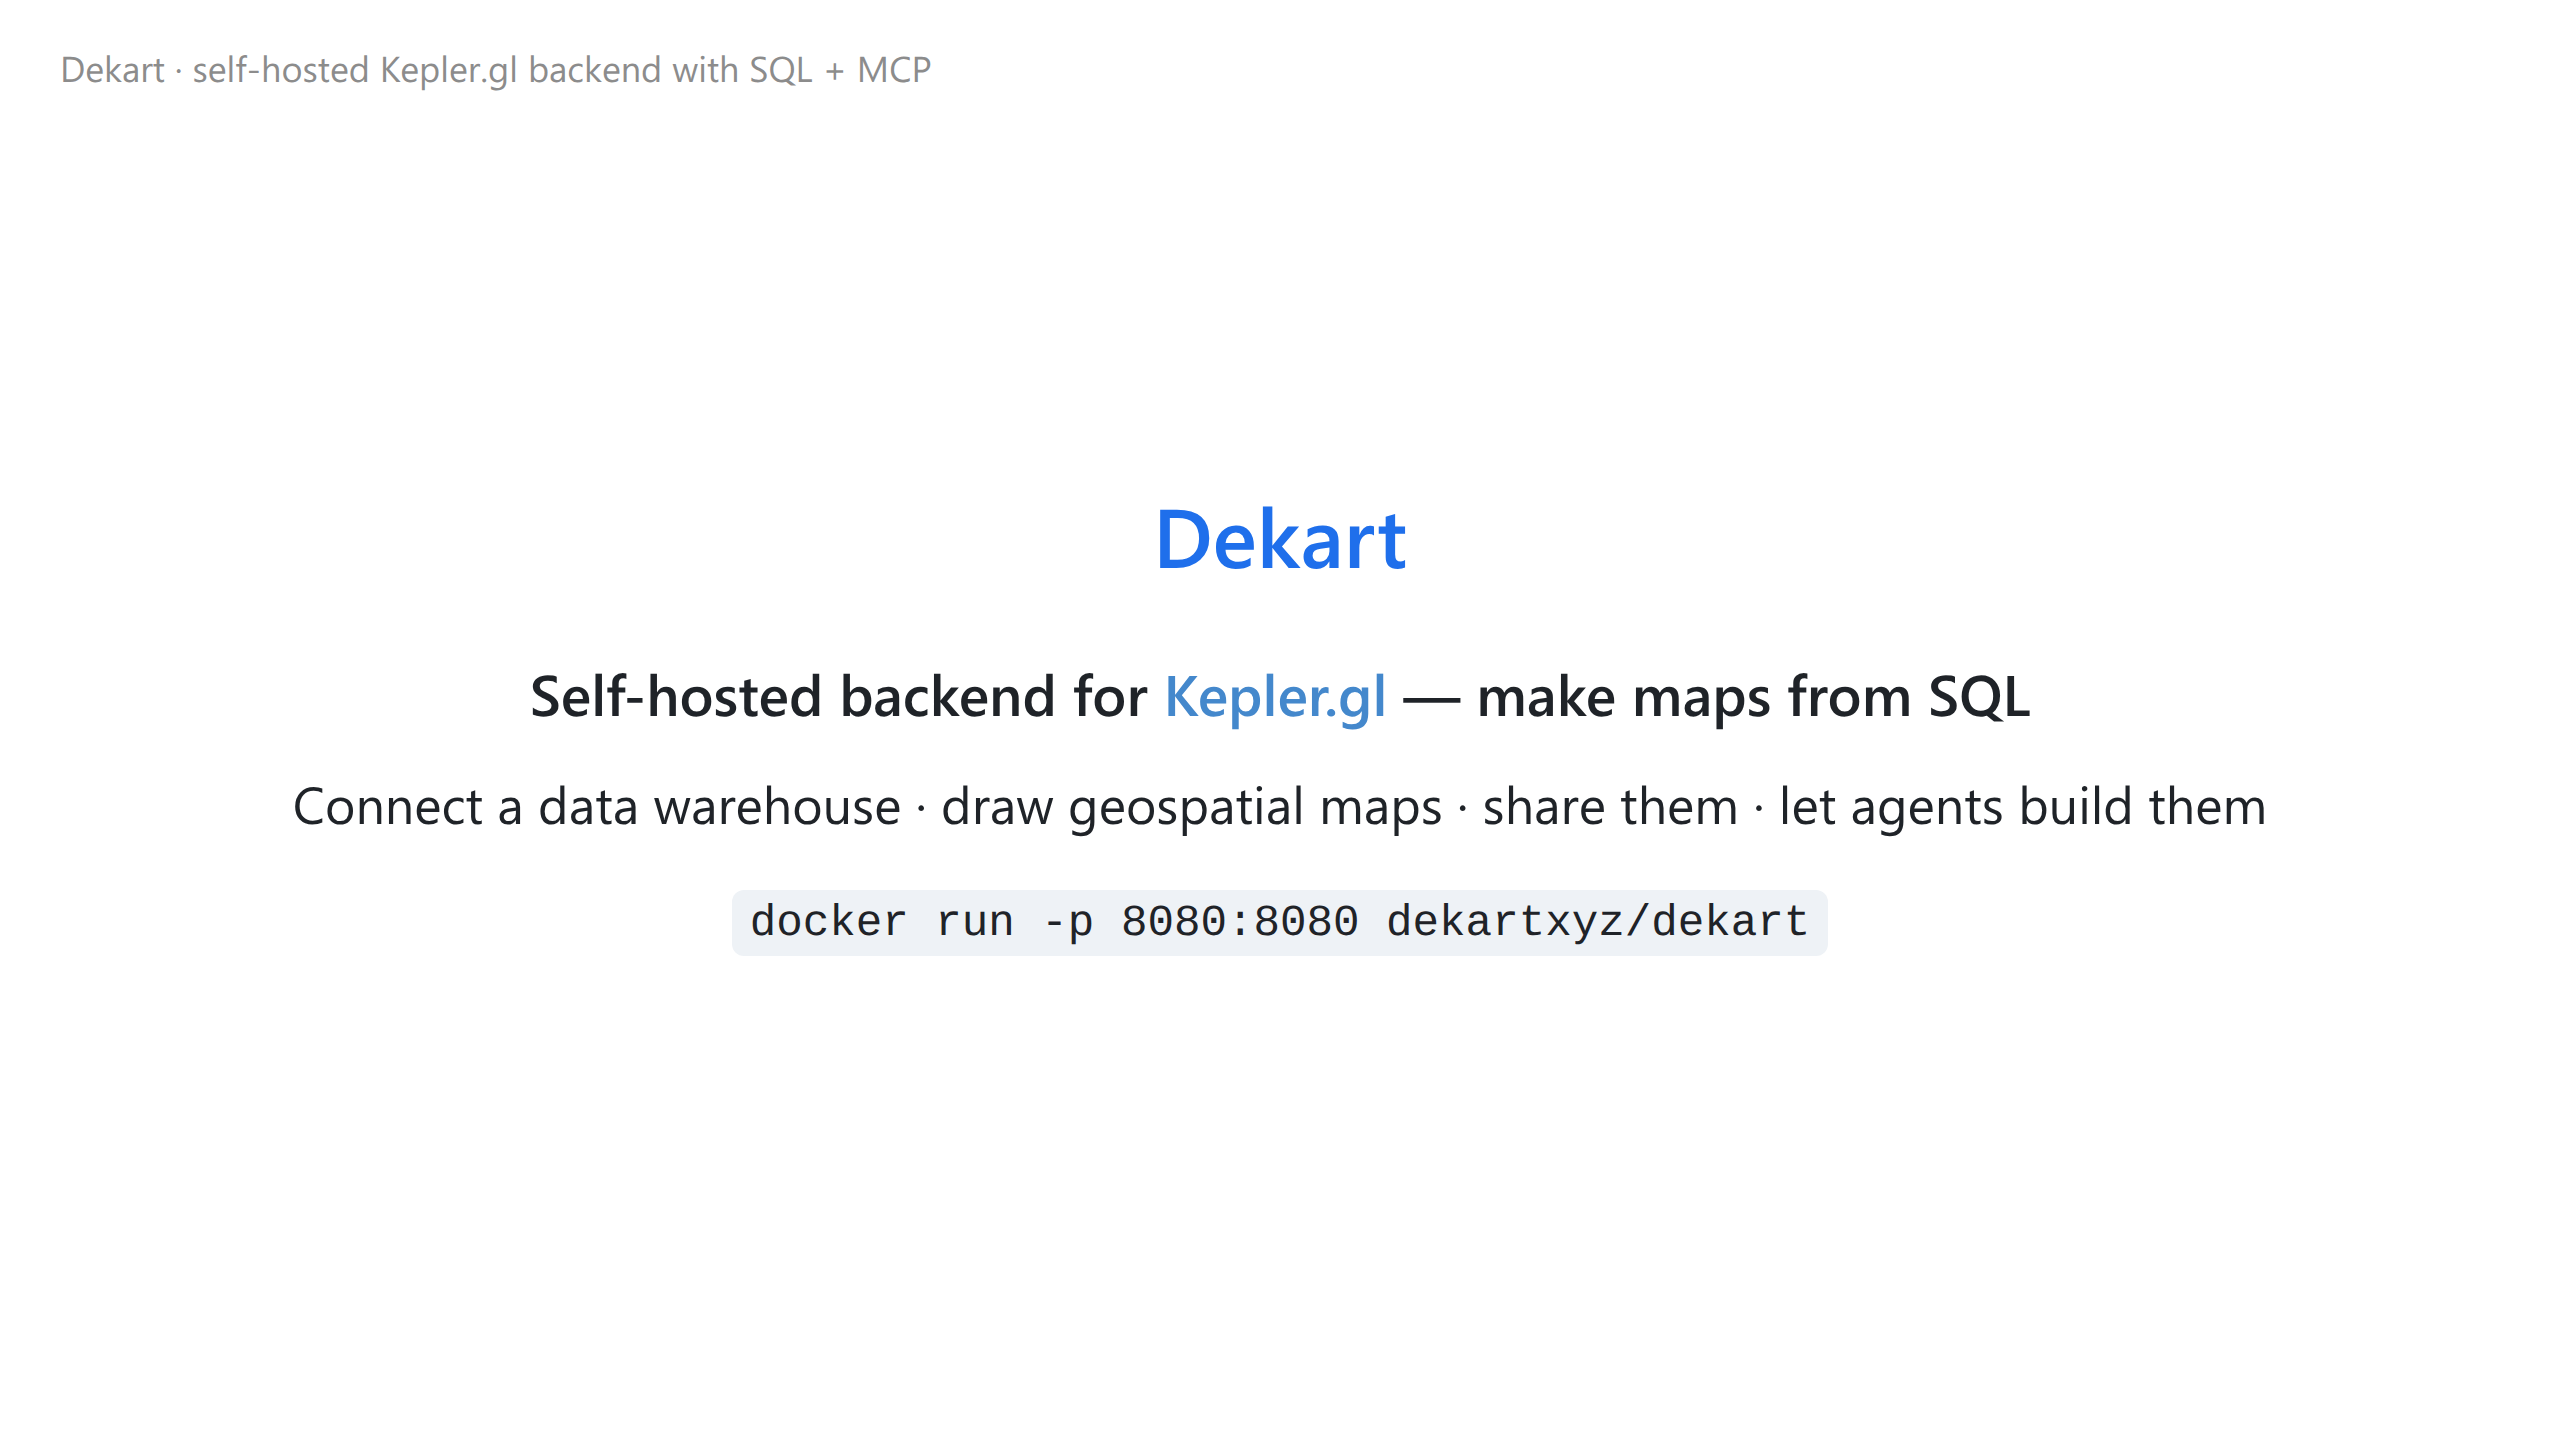 Dekart · self-hosted Kepler.gl backend with SQL + MCP
Dekart
Self-hosted backend for Kepler.gl — make maps from SQL
Connect a data warehouse · draw geospatial maps · share them · let agents build them
docker run -p 8080:8080 dekartxyz/dekart